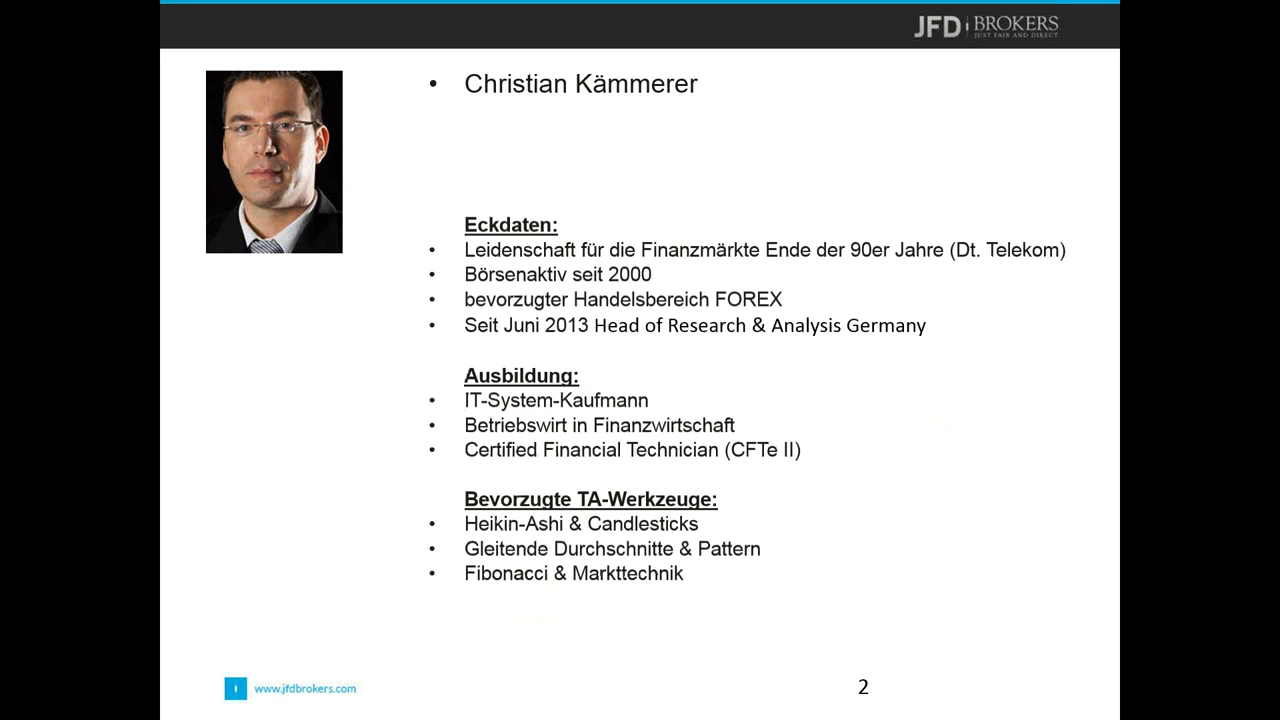 JFD BROKERS
JUST FAIR AND DIRECT
• Christian Kämmerer
Eckdaten:
• Leidenschaft für die Finanzmärkte Ende der 90er Jahre (Dt. Telekom)
• Börsenaktiv seit 2000
• bevorzugter Handelsbereich FOREX
• Seit Juni 2013 Head of Research & Analysis Germany
Ausbildung:
• IT-System-Kaufmann
• Betriebswirt in Finanzwirtschaft
• Certified Financial Technician (CFTe II)
Bevorzugte TA-Werkzeuge:
• Heikin-Ashi & Candlesticks
• Gleitende Durchschnitte & Pattern
• Fibonacci & Markttechnik
www.jfdbrokers.com
2